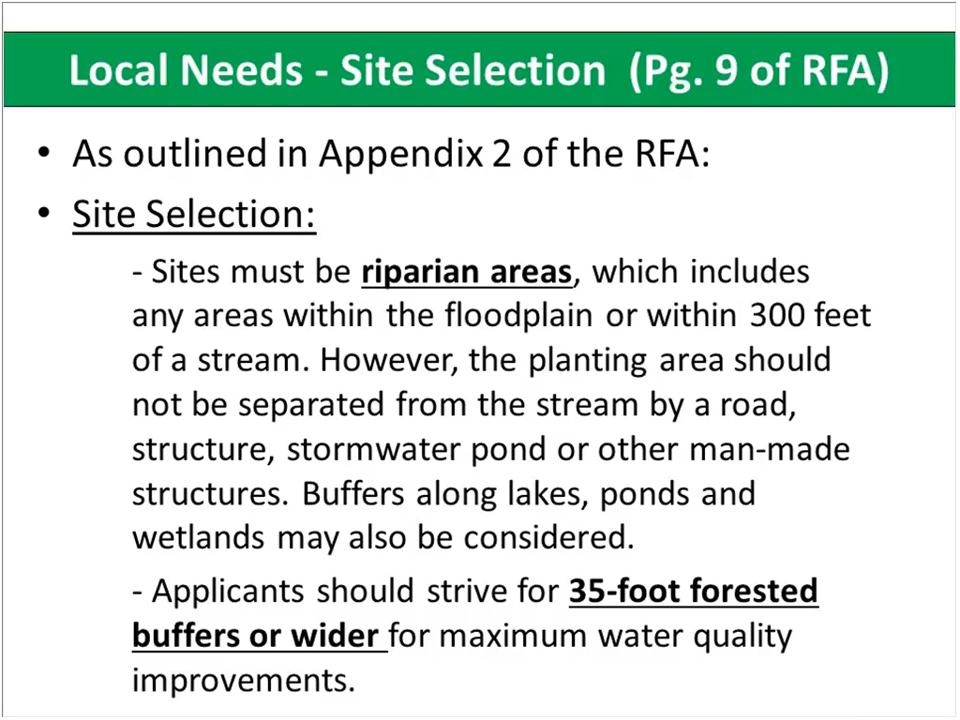 Local Needs - Site Selection (Pg. 9 of RFA)
• As outlined in Appendix 2 of the RFA:
• Site Selection:
- Sites must be riparian areas, which includes
any areas within the floodplain or within 300 feet
of a stream. However, the planting area should
not be separated from the stream by a road,
structure, stormwater pond or other man-made
structures. Buffers along lakes, ponds and
wetlands may also be considered.
- Applicants should strive for 35-foot forested
buffers or wider for maximum water quality
improvements.